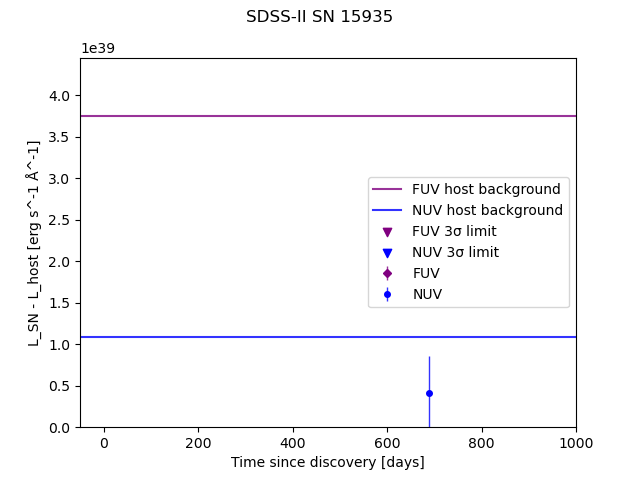 SDSS-II SN 15935
1e39
L_SN - L_host [erg s^-1 Å^-1]
4.0
3.5
3.0
2.5
2.0
1.5
1.0
0.5
0.0
FUV host background
NUV host background
FUV 3σ limit
NUV 3σ limit
FUV
NUV
0 200 400 600 800 1000
Time since discovery [days]